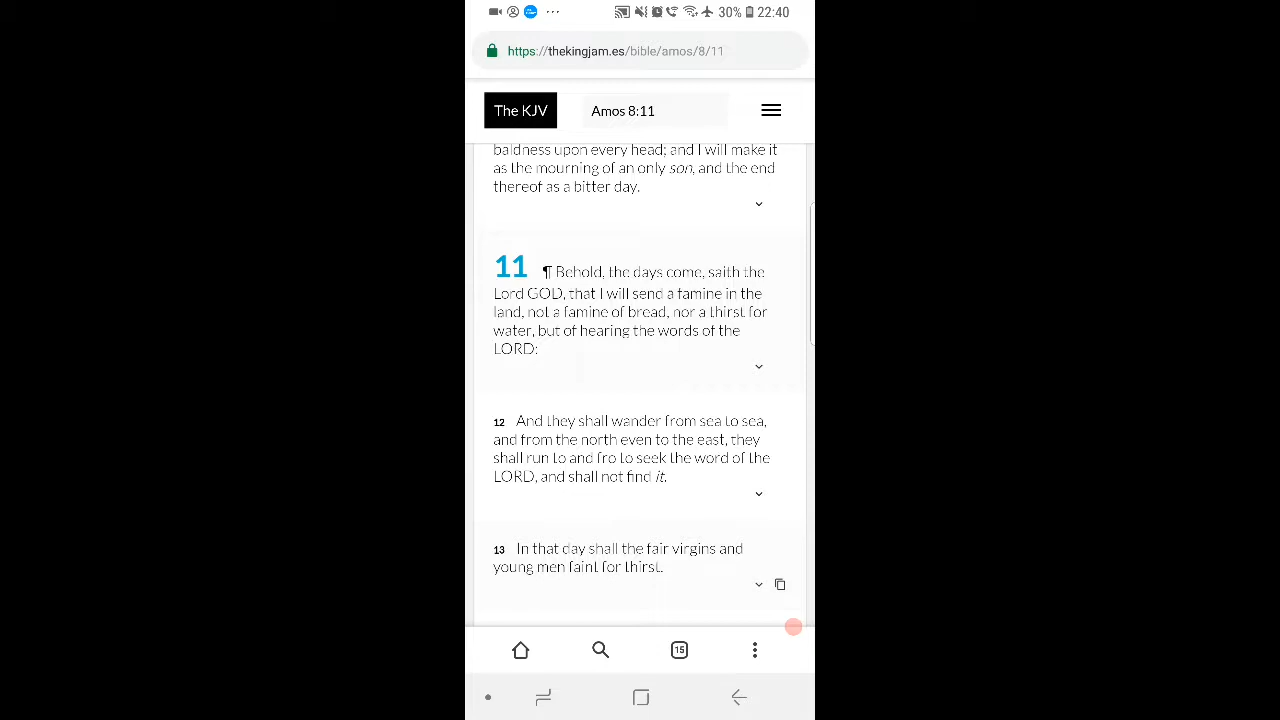 30% 22:40
https://thekingjam.es/bible/amos/8/11
The KJV Amos 8:11
baldness upon every head; and I will make it
as the mourning of an only son, and the end
thereof as a bitter day.
11 ¶ Behold, the days come, saith the
Lord GOD, that I will send a famine in the
land, not a famine of bread, nor a thirst for
water, but of hearing the words of the
LORD:
12 And they shall wander from sea to sea,
and from the north even to the east, they
shall run to and fro to seek the word of the
LORD, and shall not find it.
13 In that day shall the fair virgins and
young men faint for thirst.
15